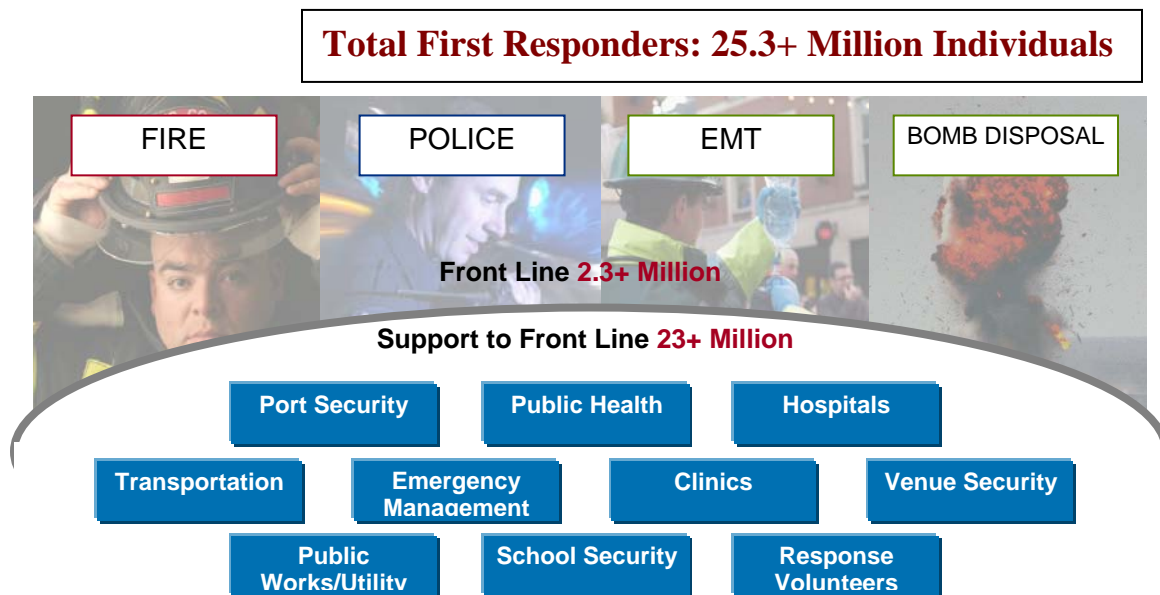 Total First Responders: 25.3+ Million Individuals
FIRE
POLICE
EMT
BOMB DISPOSAL
Front Line 2.3+ Million
Support to Front Line 23+ Million
Port Security
Public Health
Hospitals
Transportation
Emergency
Management
Clinics
Venue Security
Public
Works/Utility
School Security
Response
Volunteers